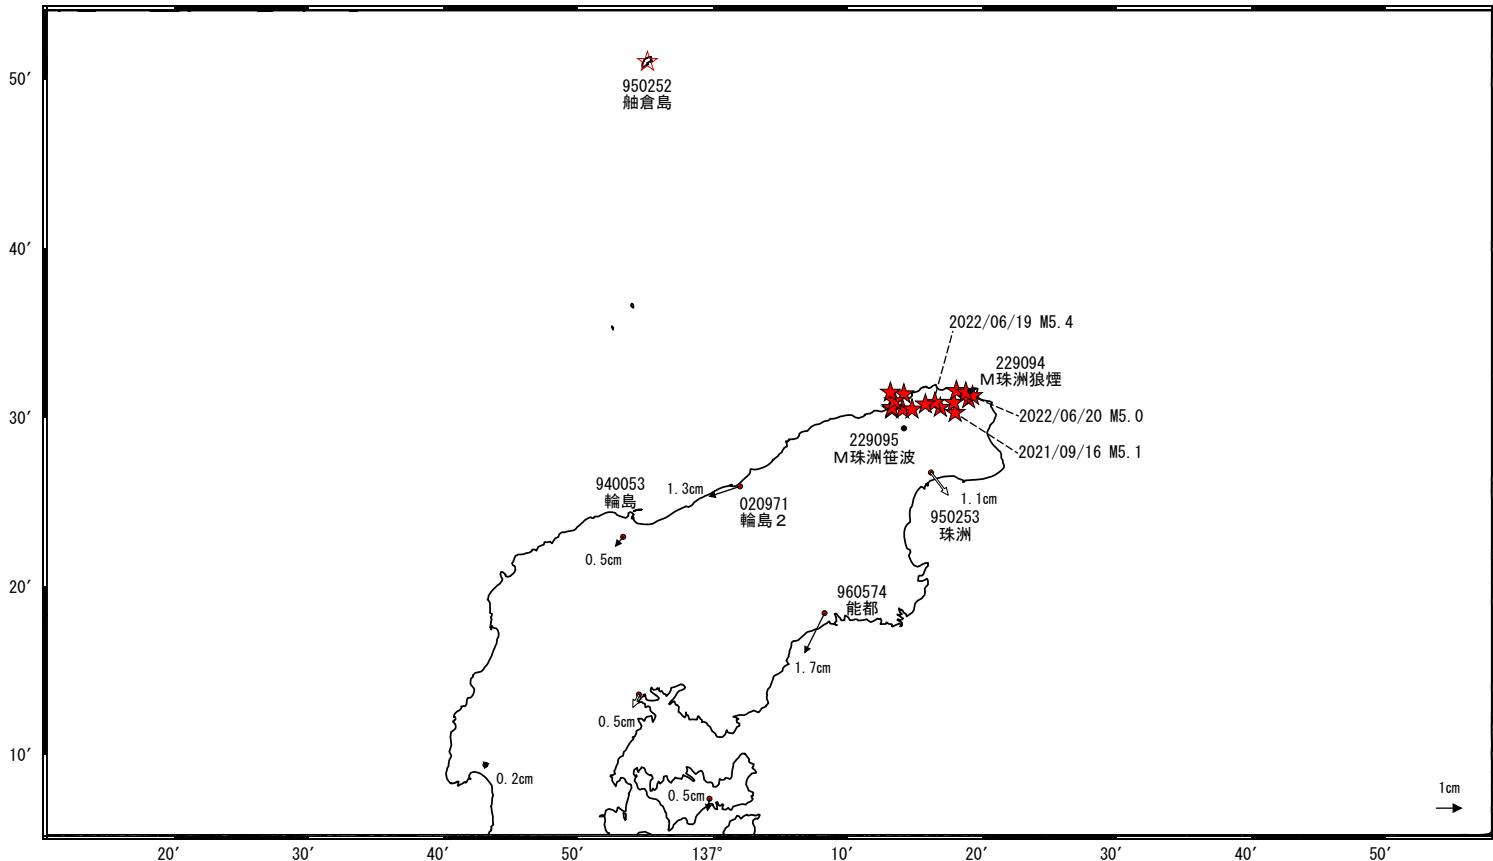 50′
950252
舳倉島
40′
2022/06/19 M5.4
229094
M珠洲狼煙
30′
2022/06/20 M5.0
2021/09/16 M5.1
229095
M珠洲笹波
940053
輪島
1.3cm
020971
輪島2
1.1cm
950253
珠洲
0.5cm
20′
960574
能都
1.7cm
0.5cm
10′
0.2cm
0.5cm
1cm
20′ 30′ 40′ 50′ 137° 10′ 20′ 30′ 40′ 50′